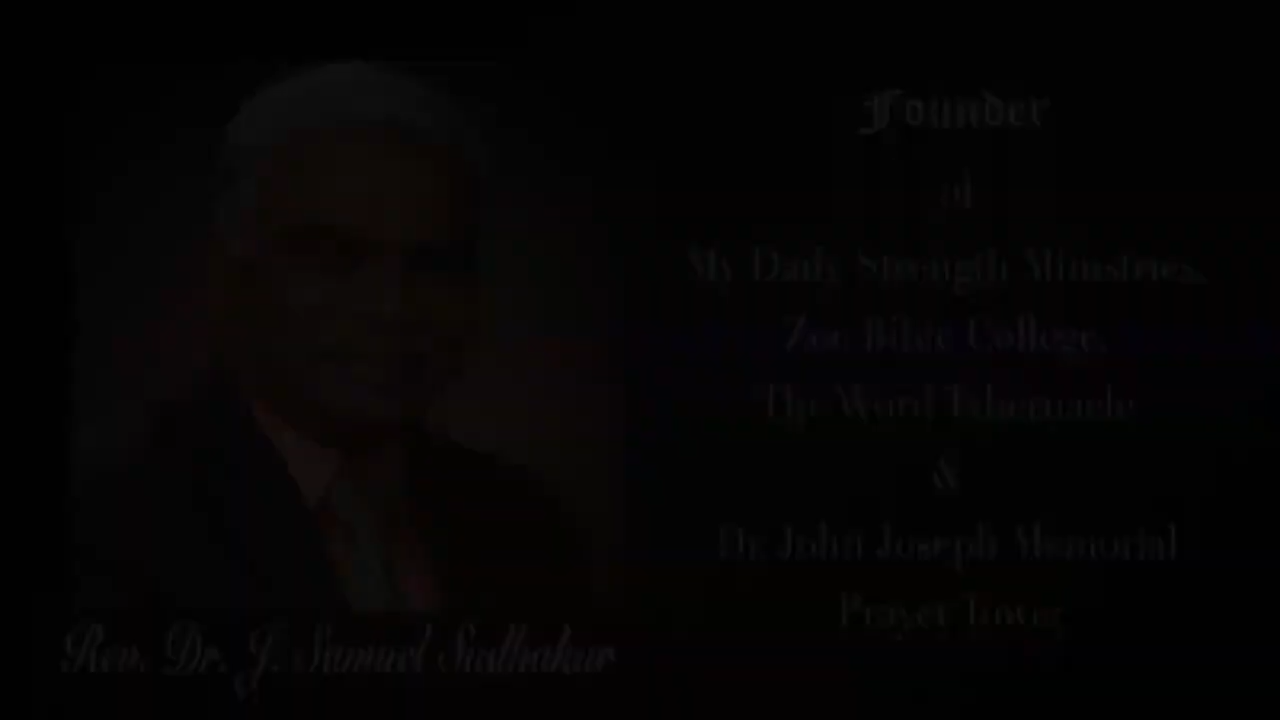 Founder
of
My Daily Strength Ministries,
Zoe Bible College,
The Word Tabernacle
&
Dr John Joseph Memorial
Prayer Tower
Rev. Dr. J. Samuel Sudhakar